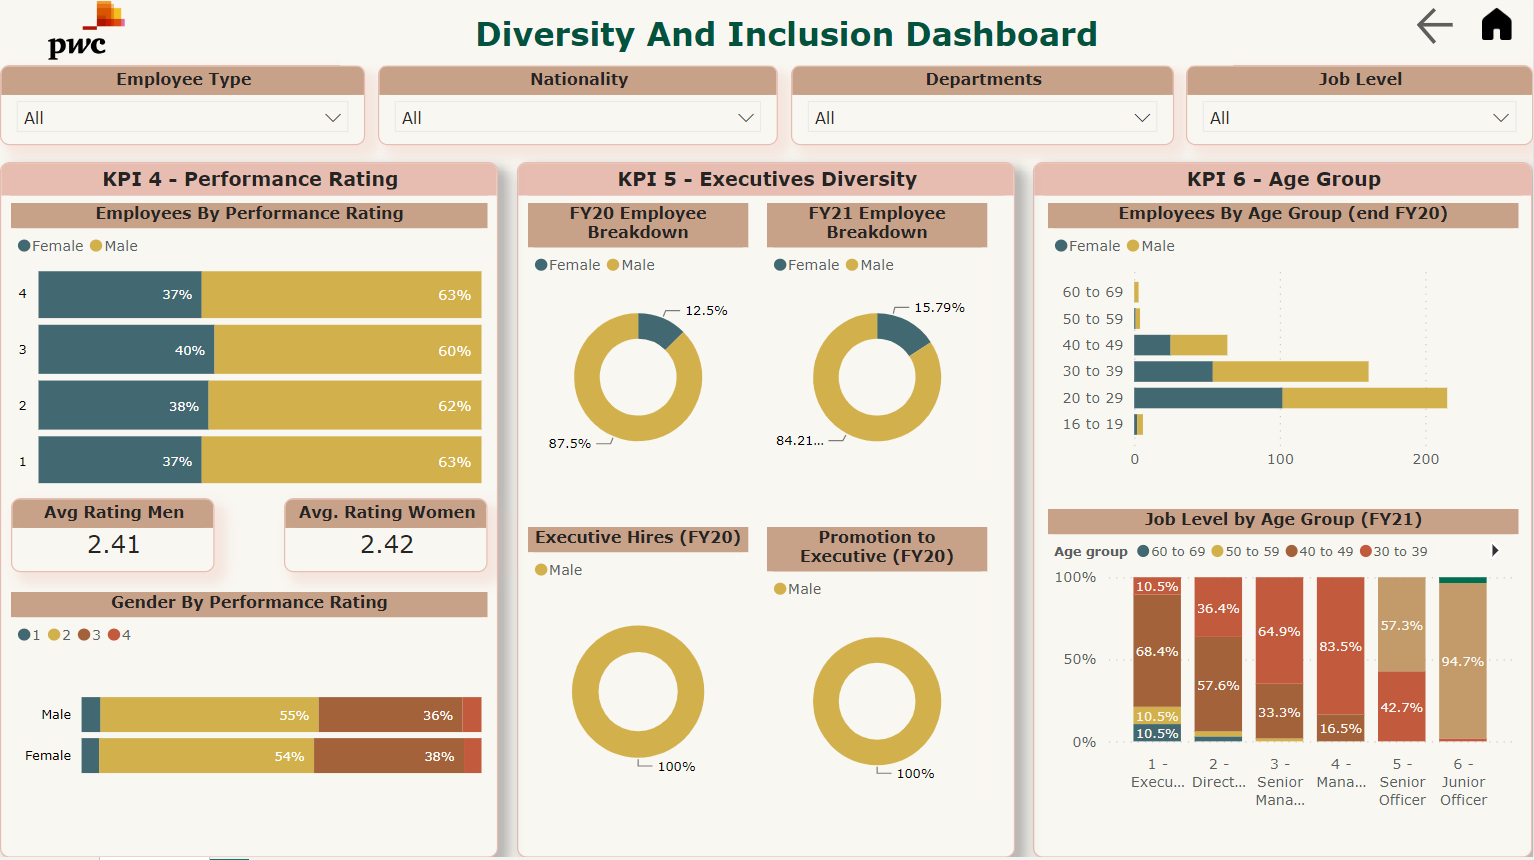 pwc
Diversity And Inclusion Dashboard
Employee Type
All
Nationality
All
Departments
All
Job Level
All
KPI 4 - Performance Rating
Employees By Performance Rating
Female Male
4 37% 63%
3 40% 60%
2 38% 62%
1 37% 63%
Avg Rating Men
2.41
Avg. Rating Women
2.42
Gender By Performance Rating
1 2 3 4
Male 55% 36%
Female 54% 38%
KPI 5 - Executives Diversity
FY20 Employee
Breakdown
Female Male
12.5%
87.5%
FY21 Employee
Breakdown
Female Male
15.79%
84.21...
Executive Hires (FY20)
Male
100%
Promotion to
Executive (FY20)
Male
100%
KPI 6 - Age Group
Employees By Age Group (end FY20)
Female Male
60 to 69
50 to 59
40 to 49
30 to 39
20 to 29
16 to 19
0 100 200
Job Level by Age Group (FY21)
Age group 60 to 69 50 to 59 40 to 49 30 to 39
100%
50%
0%
10.5%
68.4%
10.5%
10.5%
36.4%
57.6%
64.9%
33.3%
83.5%
16.5%
57.3%
42.7%
94.7%
1 -
Execu...
2 -
Direct...
3 -
Senior
Mana...
4 -
Mana...
5 -
Senior
Officer
6 -
Junior
Officer